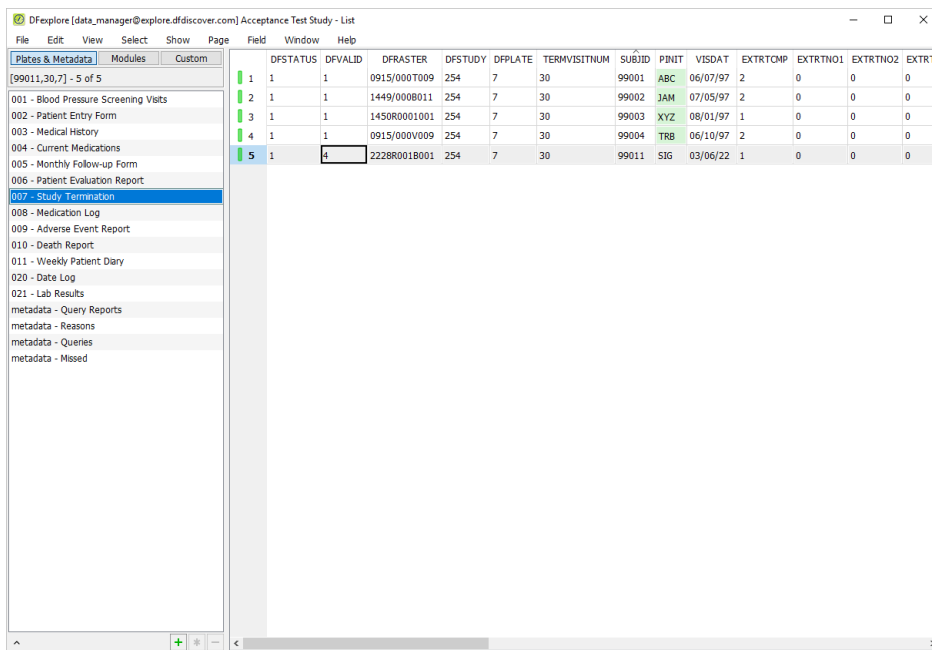 DFexplore [data_manager@explore.dfdiscover.com] Acceptance Test Study - List
File Edit View Select Show Page Field Window Help
Plates & Metadata Modules Custom
[99011,30,7] - 5 of 5
001 - Blood Pressure Screening Visits
002 - Patient Entry Form
003 - Medical History
004 - Current Medications
005 - Monthly Follow-up Form
006 - Patient Evaluation Report
007 - Study Termination
008 - Medication Log
009 - Adverse Event Report
010 - Death Report
011 - Weekly Patient Diary
020 - Date Log
021 - Lab Results
metadata - Query Reports
metadata - Reasons
metadata - Queries
metadata - Missed
DFSTATUS DFVALID DFRASTER DFSTUDY DFPLATE TERMVISITNUM SUBJID PINIT VISDAT EXTRTCMP EXTRTNO1 EXTRTNO2 EXTRT
1 1 1 0915/000T009 254 7 30 99001 ABC 06/07/97 2 0 0 0
2 1 1 1449/000B011 254 7 30 99002 JAM 07/05/97 2 0 0 0
3 1 1 1450R0001001 254 7 30 99003 XYZ 08/01/97 1 0 0 0
4 1 1 0915/000V009 254 7 30 99004 TRB 06/10/97 2 0 0 0
5 1 4 2228R001B001 254 7 30 99011 SIG 03/06/22 1 0 0 0